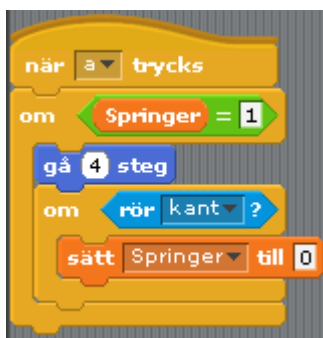 när a trycks
om Springer = 1
gå 4 steg
om rör kant ?
sätt Springer till 0